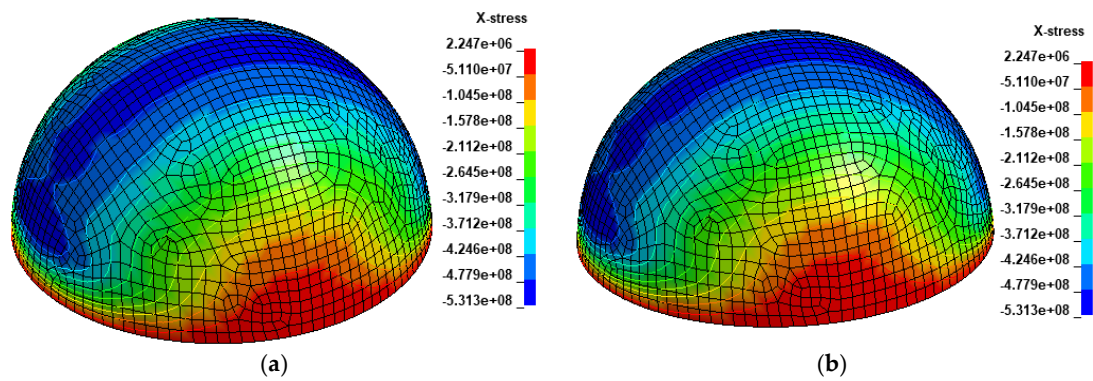 X-stress
2.247e+06
-5.110e+07
-1.045e+08
-1.578e+08
-2.112e+08
-2.645e+08
-3.179e+08
-3.712e+08
-4.246e+08
-4.779e+08
-5.313e+08
(a)
X-stress
2.247e+06
-5.110e+07
-1.045e+08
-1.578e+08
-2.112e+08
-2.645e+08
-3.179e+08
-3.712e+08
-4.246e+08
-4.779e+08
-5.313e+08
(b)